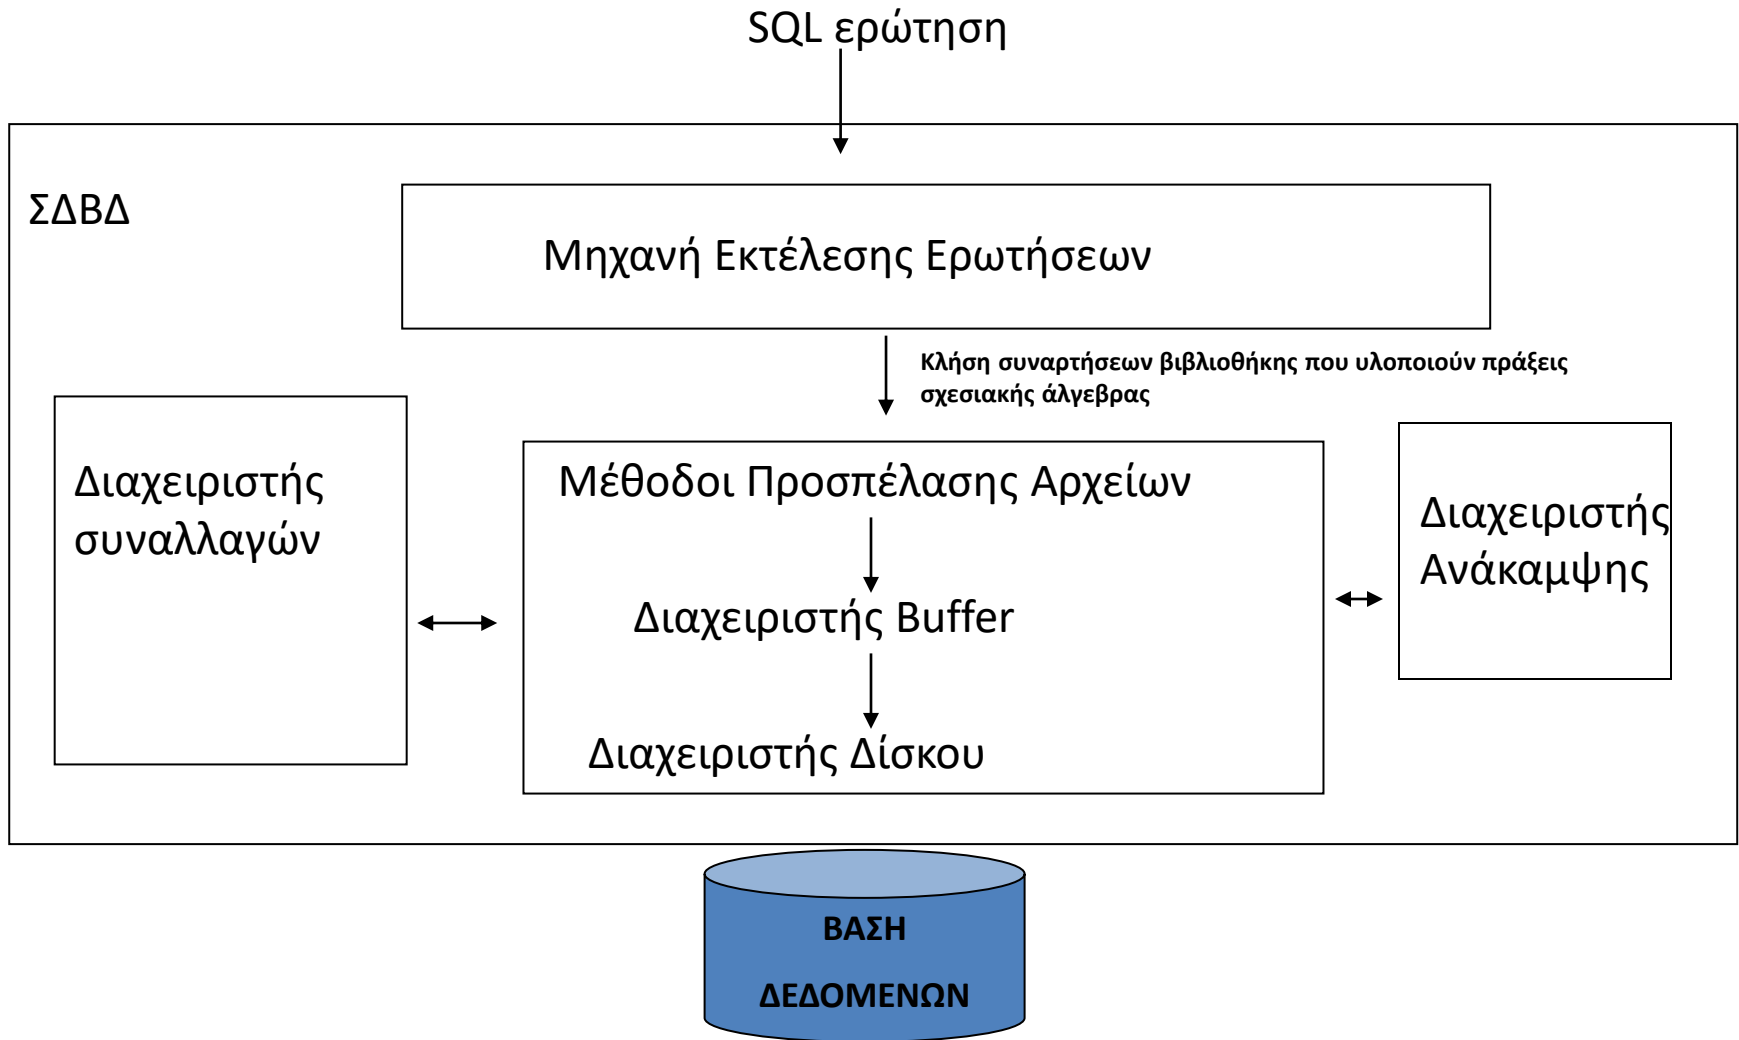 SQL ερώτηση
ΣΔΒΔ
Μηχανή Εκτέλεσης Ερωτήσεων
Κλήση συναρτήσεων βιβλιοθήκης που υλοποιούν πράξεις
σχεσιακής άλγεβρας
Διαχειριστής
συναλλαγών
Μέθοδοι Προσπέλασης Αρχείων
Διαχειριστής Buffer
Διαχειριστής Δίσκου
Διαχειριστής
Ανάκαμψης
ΒΑΣΗ
ΔΕΔΟΜΕΝΩΝ